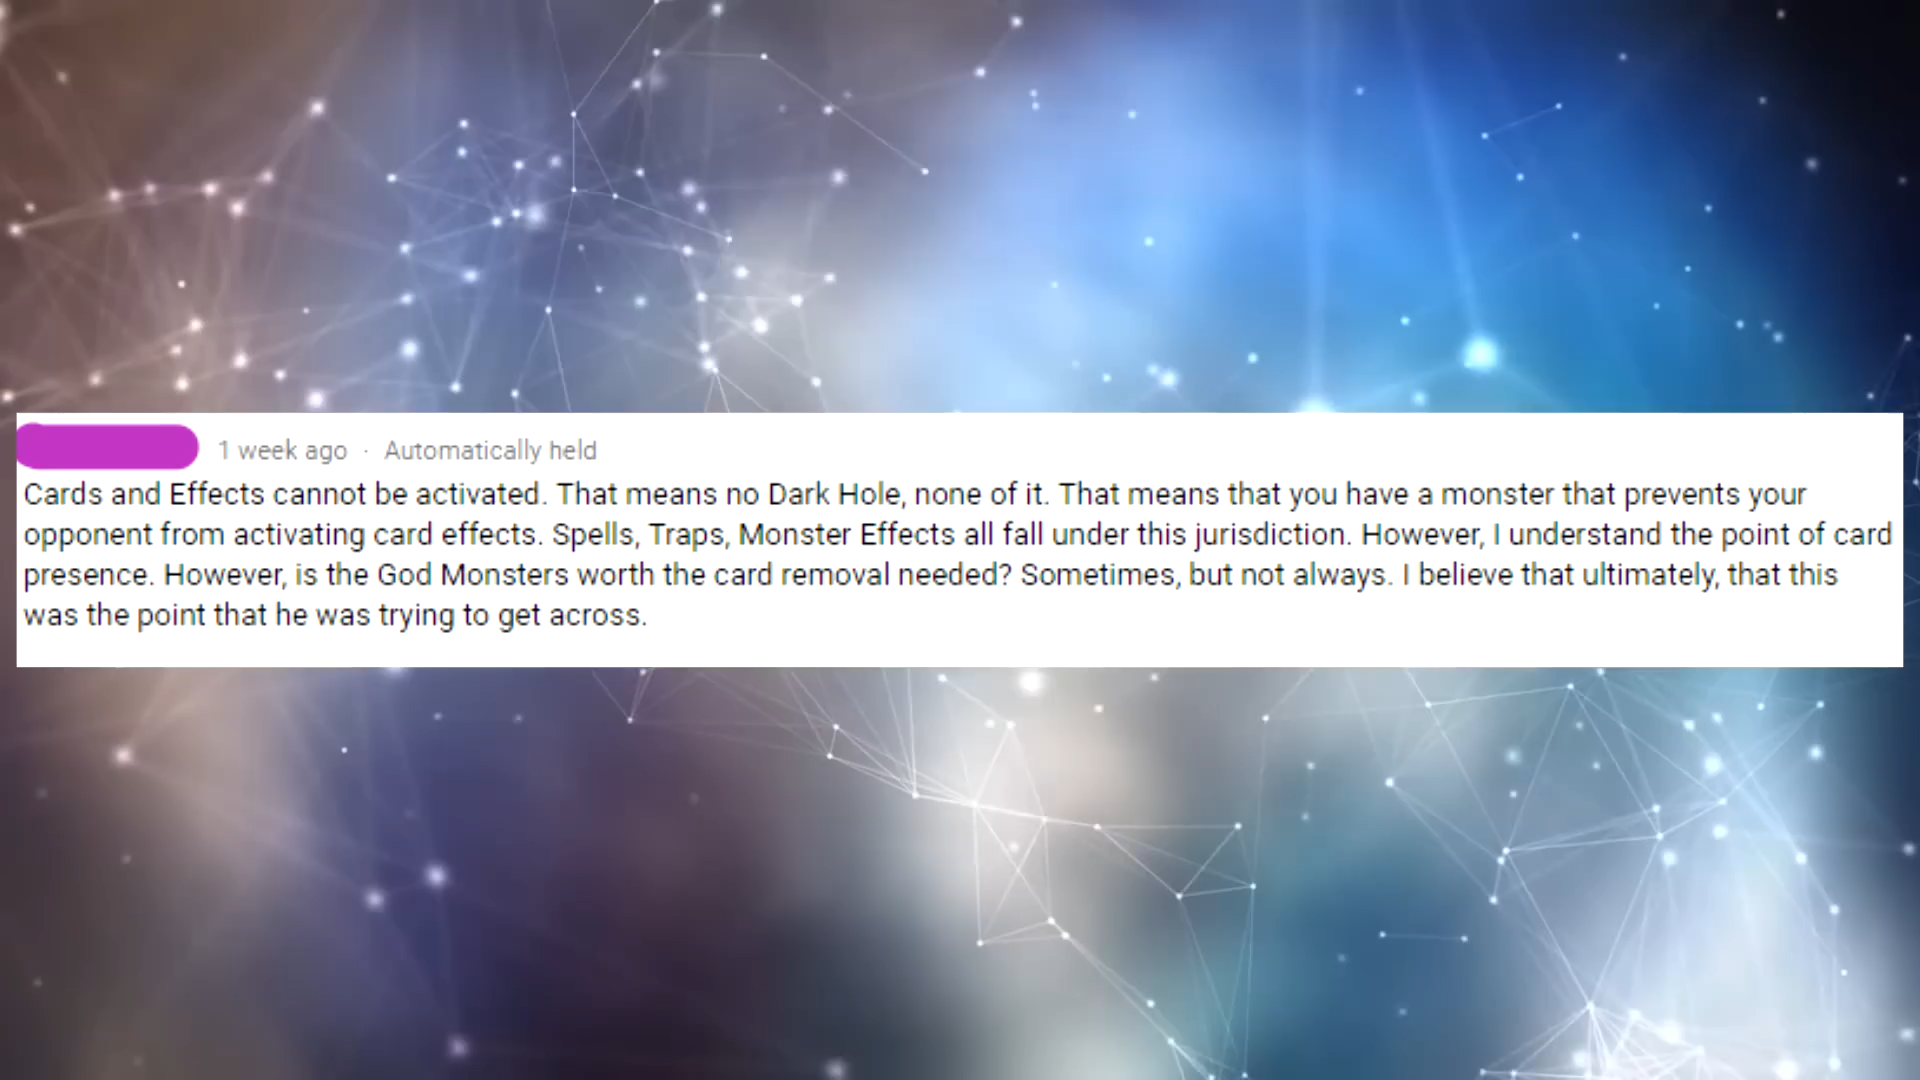 1 week ago · Automatically held
Cards and Effects cannot be activated. That means no Dark Hole, none of it. That means that you have a monster that prevents your
opponent from activating card effects. Spells, Traps, Monster Effects all fall under this jurisdiction. However, I understand the point of card
presence. However, is the God Monsters worth the card removal needed? Sometimes, but not always. I believe that ultimately, that this
was the point that he was trying to get across.